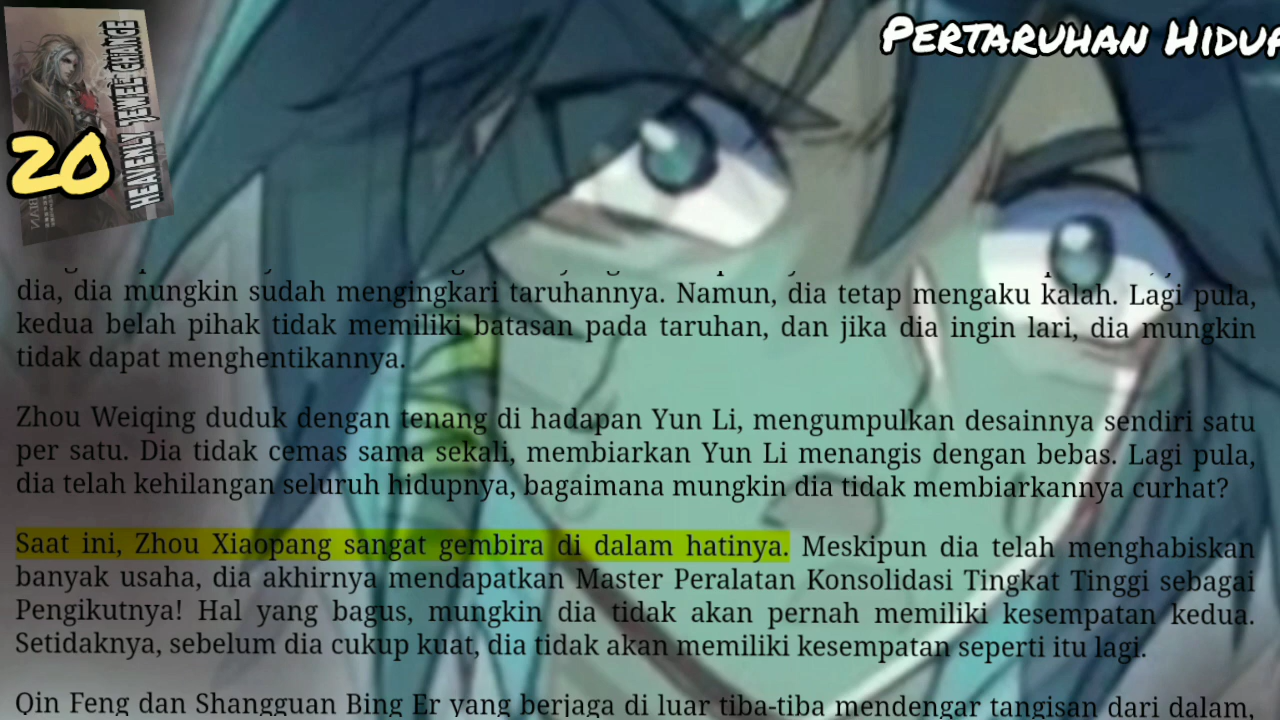 PERTARUHAN HIDUP
HEAVENLY JEWEL CHANGE
20
dia, dia mungkin sudah mengingkari taruhannya. Namun, dia tetap mengaku kalah. Lagi pula,
kedua belah pihak tidak memiliki batasan pada taruhan, dan jika dia ingin lari, dia mungkin
tidak dapat menghentikannya.
Zhou Weiqing duduk dengan tenang di hadapan Yun Li, mengumpulkan desainnya sendiri satu
per satu. Dia tidak cemas sama sekali, membiarkan Yun Li menangis dengan bebas. Lagi pula,
dia telah kehilangan seluruh hidupnya, bagaimana mungkin dia tidak membiarkannya curhat?
Saat ini, Zhou Xiaopang sangat gembira di dalam hatinya. Meskipun dia telah menghabiskan
banyak usaha, dia akhirnya mendapatkan Master Peralatan Konsolidasi Tingkat Tinggi sebagai
Pengikutnya! Hal yang bagus, mungkin dia tidak akan pernah memiliki kesempatan kedua.
Setidaknya, sebelum dia cukup kuat, dia tidak akan memiliki kesempatan seperti itu lagi.
Qin Feng dan Shangguan Bing Er yang berjaga di luar tiba-tiba mendengar tangisan dari dalam,